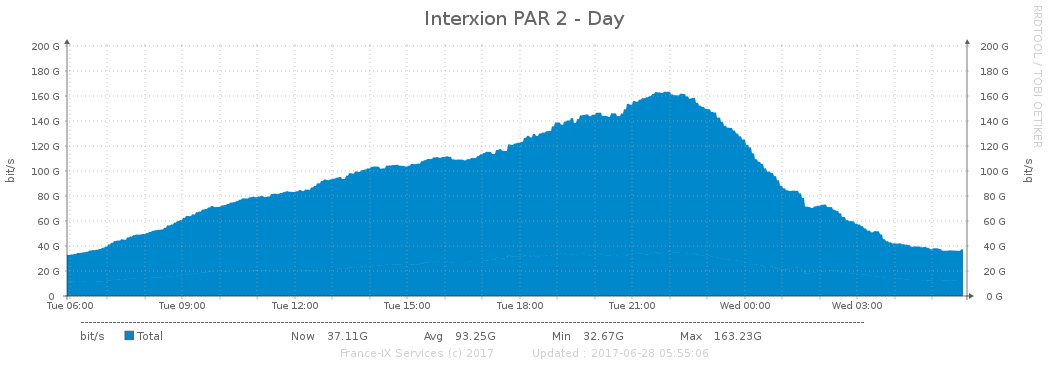 Interxion PAR 2 - Day
RRDTOOL / TOBI OETIKER
bit/s
200 G 200 G
180 G 180 G
160 G 160 G
140 G 140 G
120 G 120 G
100 G 100 G
80 G 80 G
60 G 60 G
40 G 40 G
20 G 20 G
0 0 G
bit/s
Tue 06:00 Tue 09:00 Tue 12:00 Tue 15:00 Tue 18:00 Tue 21:00 Wed 00:00 Wed 03:00
bit/s Total Now 37.11G Avg 93.25G Min 32.67G Max 163.23G
France-IX Services (c) 2017 Updated : 2017-06-28 05:55:06